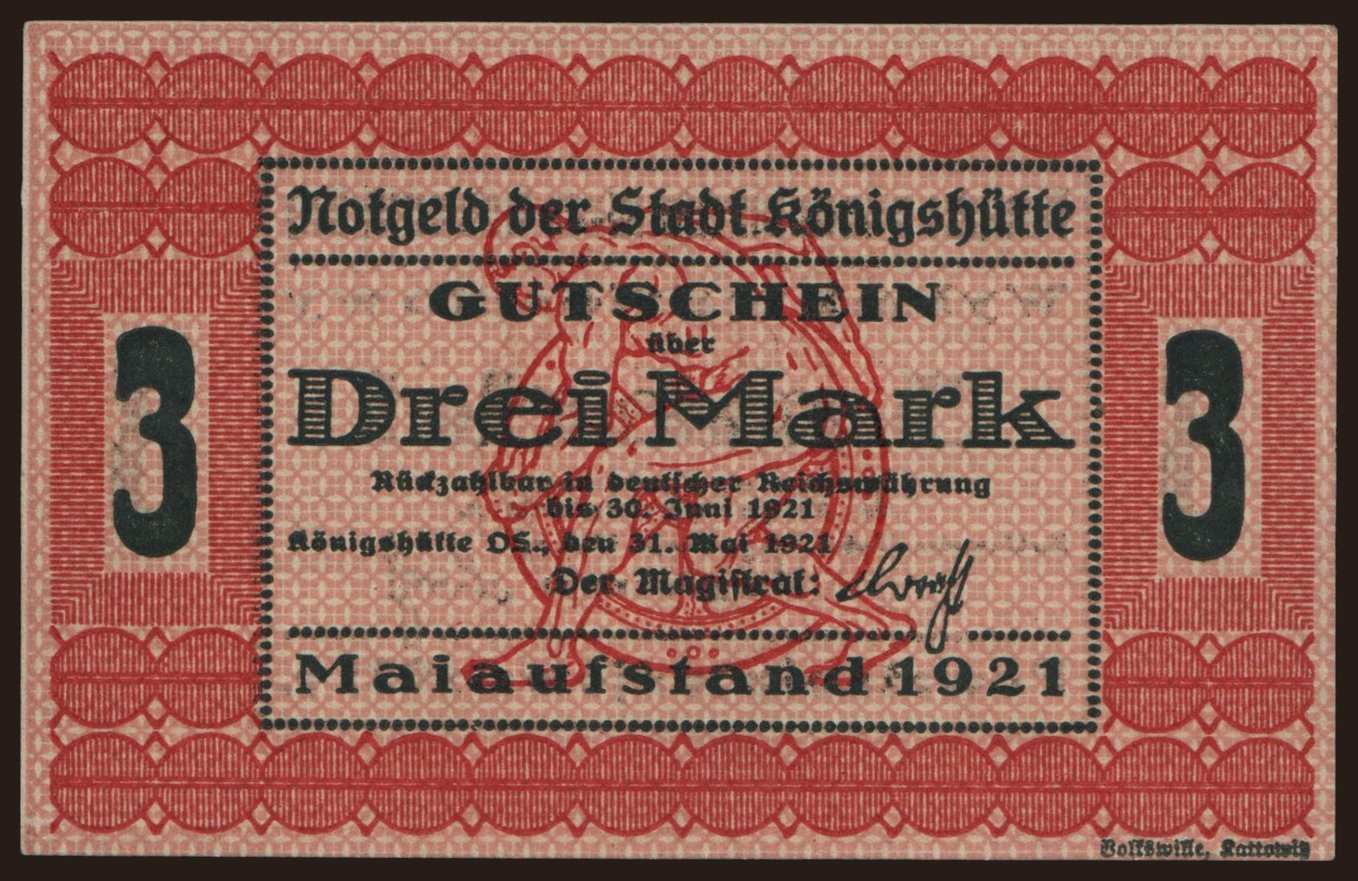 Notgeld der Stadt Königshütte
GUTSCHEIN
über
Drei Mark
3
3
Rückzahlbar in deutscher Reichswährung
bis 30. Juni 1921
Königshütte OS., den 31. Mai 1921
Der Magistrat:
Maiaufstand 1921
Volkswille, Kattowitz